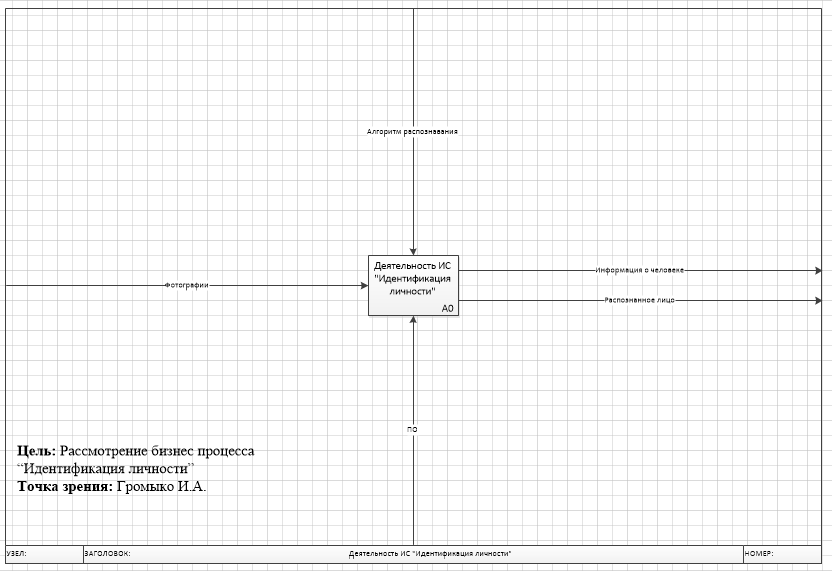 Алгоритм распознавания
Деятельность ИС
"Идентификация
личности"
A0
Фотографии
Информация о человеке
Распознанное лицо
ПО
Цель: Рассмотрение бизнес процесса
“Идентификация личности”
Точка зрения: Громыко И.А.
УЗЕЛ:
ЗАГОЛОВОК:
Деятельность ИС "Идентификация личности"
НОМЕР: